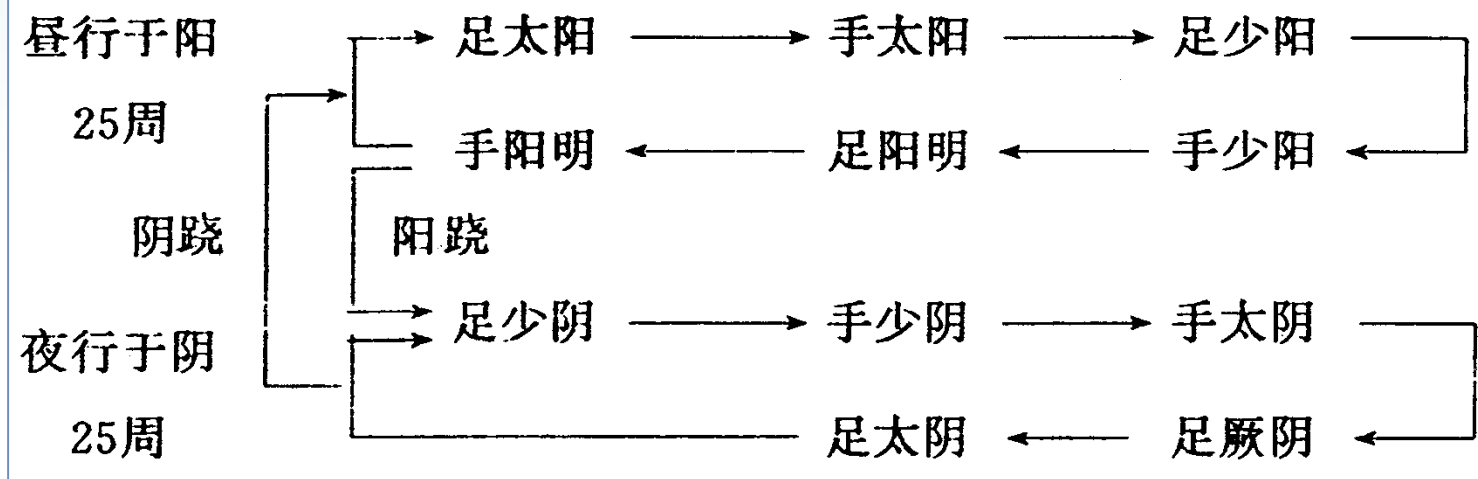 昼行于阳 足太阳 手太阳 足少阳
25周 手阳明 足阳明 手少阳
阴跷 阳跷
夜行于阴 足少阴 手少阴 手太阴
25周 足太阴 足厥阴